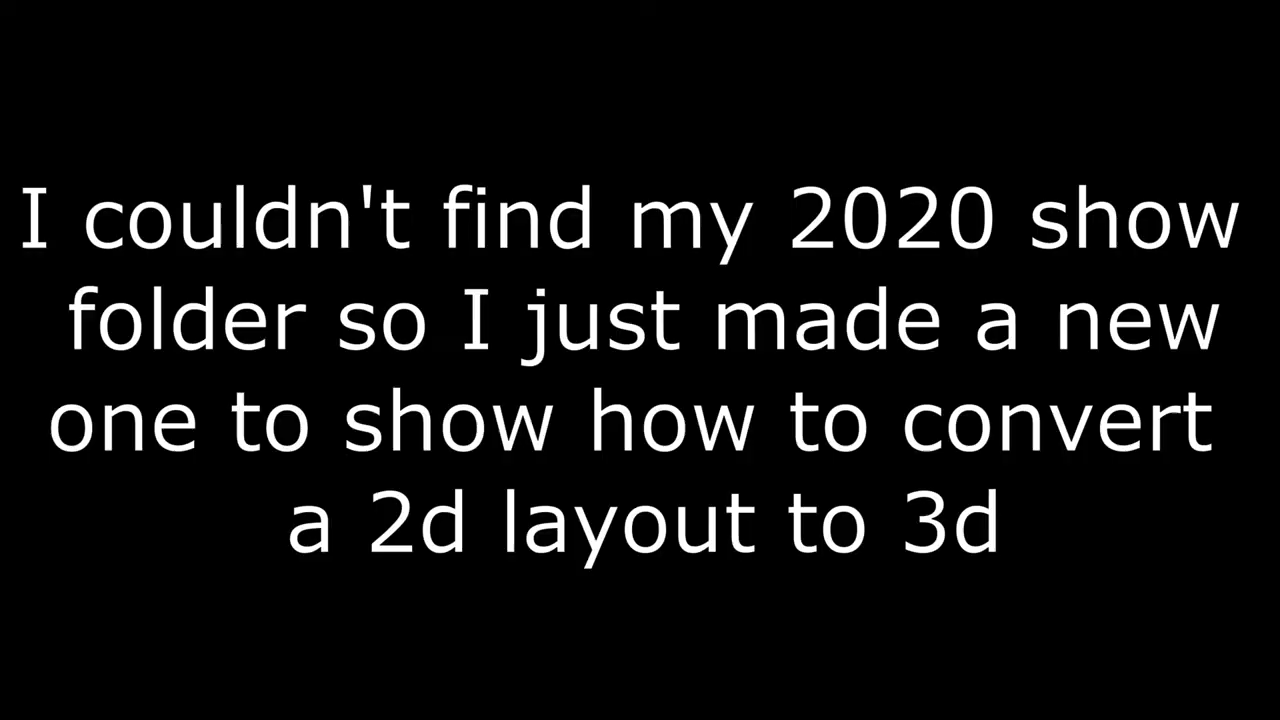 I couldn't find my 2020 show
folder so I just made a new
one to show how to convert
a 2d layout to 3d